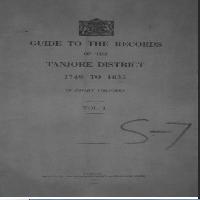 GUIDE TO THE RECORDS
OF THE
TANJORE DISTRICT
1749 TO 1835
VOL. I
S-7